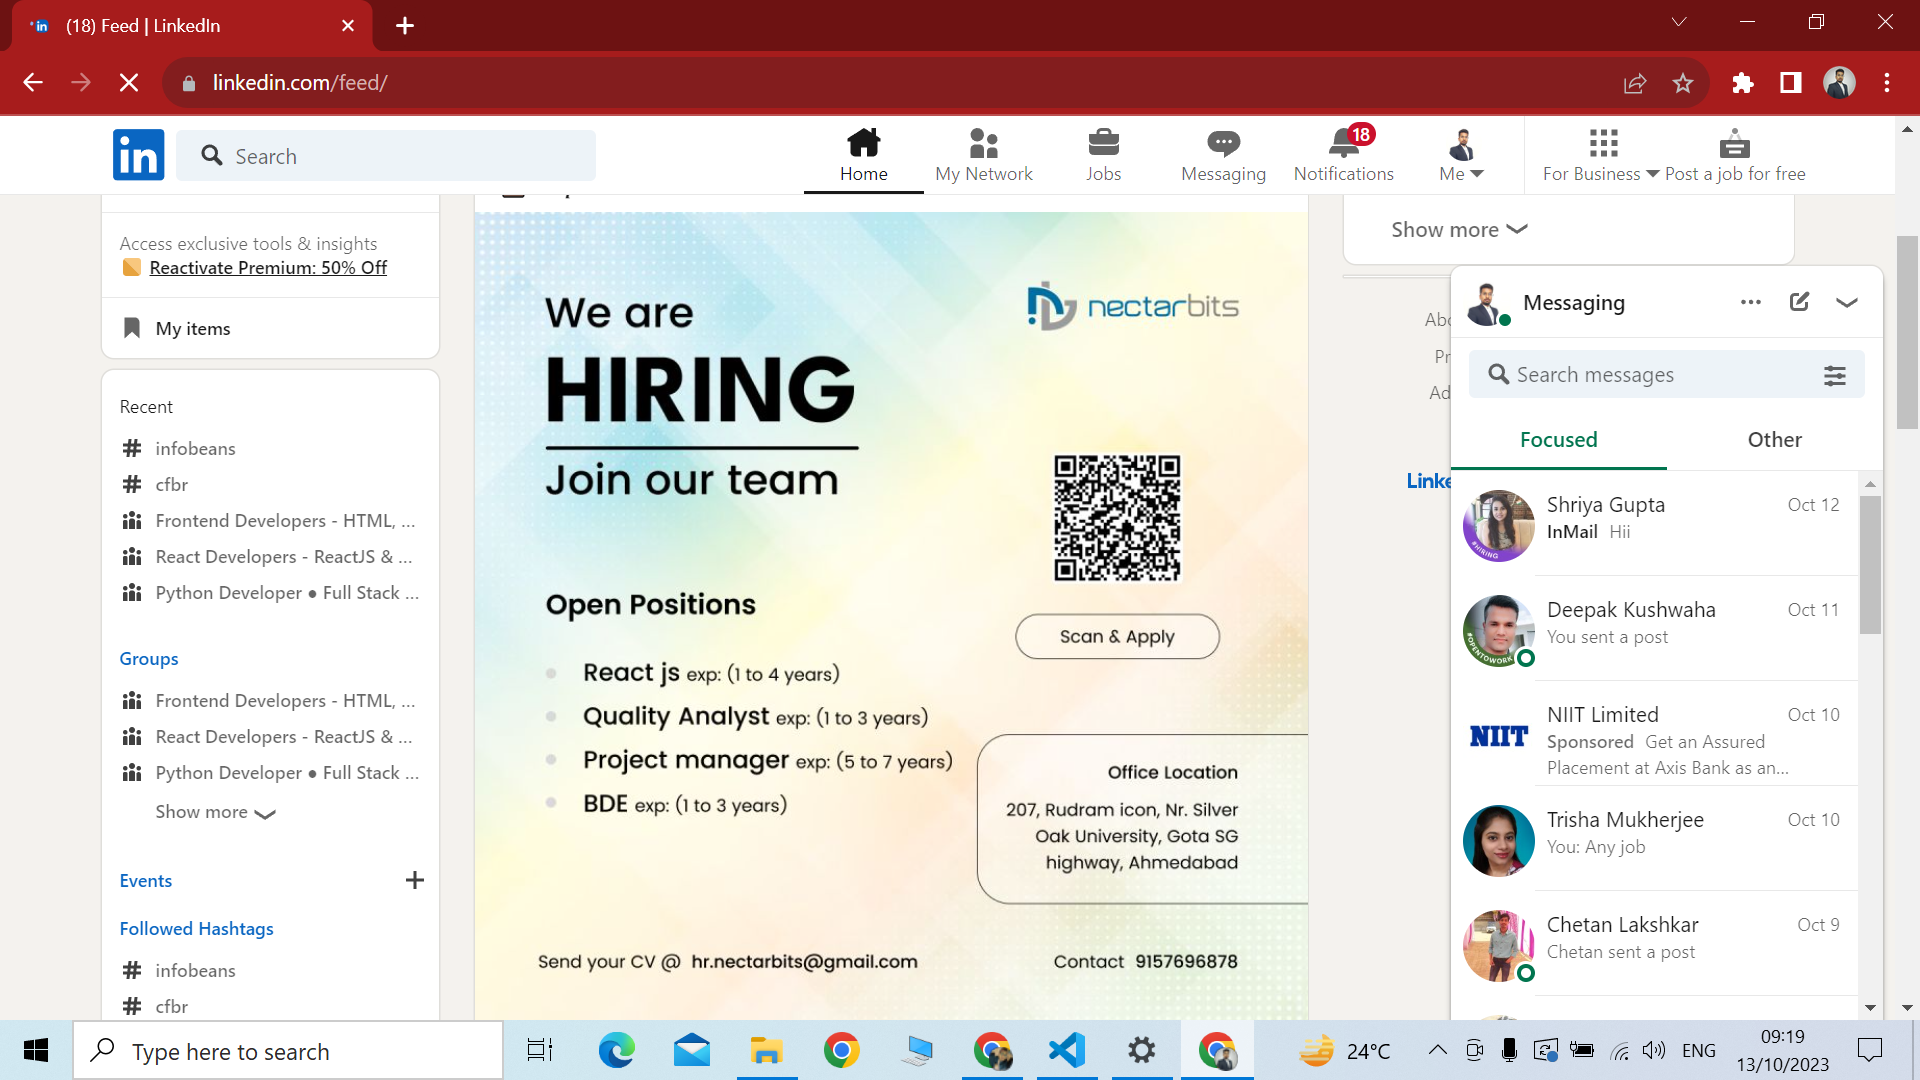 (18) Feed | LinkedIn
linkedin.com/feed/
in
Search
Home
My Network
Jobs
Messaging
18
Notifications
Me
For Business
Post a job for free
Access exclusive tools & insights
Reactivate Premium: 50% Off
My items
Recent
# infobeans
# cfbr
Frontend Developers - HTML, ...
React Developers - ReactJS & ...
Python Developer ● Full Stack ...
Groups
Frontend Developers - HTML, ...
React Developers - ReactJS & ...
Python Developer ● Full Stack ...
Show more
Events
Followed Hashtags
# infobeans
# cfbr
We are
HIRING
Join our team
nectarbits
Scan & Apply
Open Positions
React js exp: (1 to 4 years)
Quality Analyst exp: (1 to 3 years)
Project manager exp: (5 to 7 years)
BDE exp: (1 to 3 years)
Office Location
207, Rudram icon, Nr. Silver
Oak University, Gota SG
highway, Ahmedabad
Send your CV @ hr.nectarbits@gmail.com
Contact 9157696878
Show more
Messaging
Search messages
Focused
Other
Shriya Gupta
Oct 12
InMail Hii
#HIRING
Deepak Kushwaha
Oct 11
You sent a post
#OPENTOWORK
NIIT
NIIT Limited
Oct 10
Sponsored Get an Assured
Placement at Axis Bank as an...
Trisha Mukherjee
Oct 10
You: Any job
Chetan Lakshkar
Oct 9
Chetan sent a post
Type here to search
24°C
ENG
09:19
13/10/2023